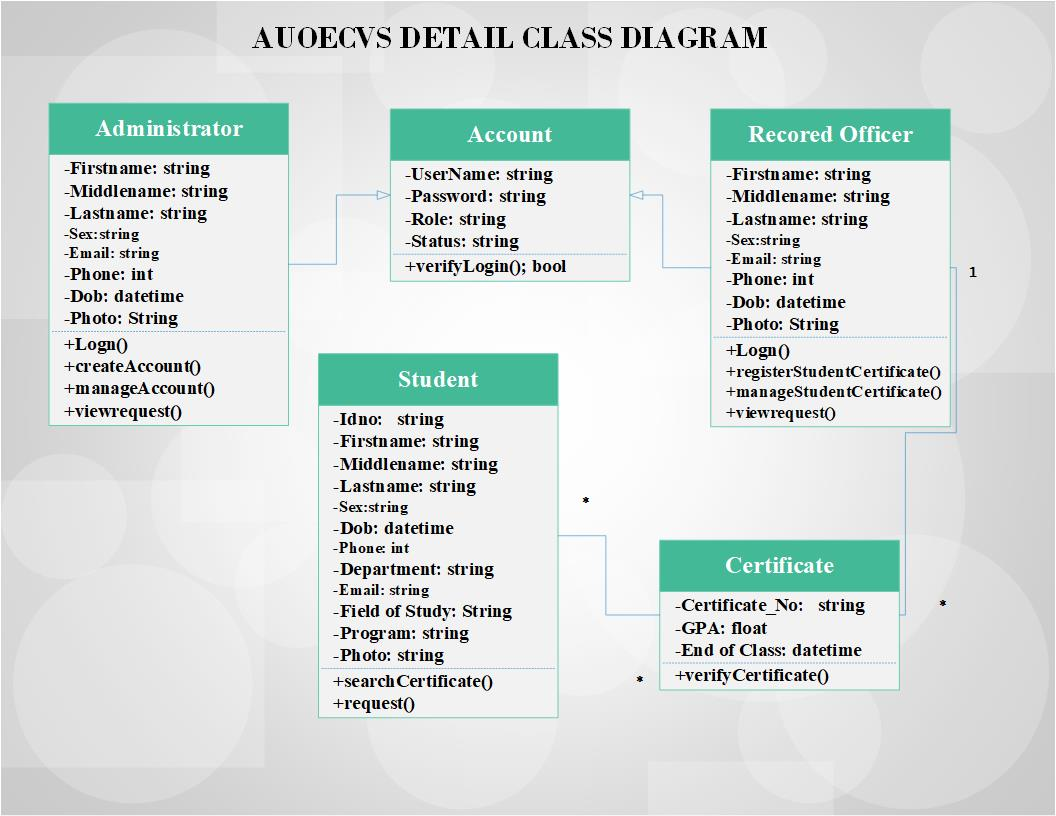 AUOECVS DETAIL CLASS DIAGRAM
Administrator
-Firstname: string
-Middlename: string
-Lastname: string
-Sex:string
-Email: string
-Phone: int
-Dob: datetime
-Photo: String
+Logn()
+createAccount()
+manageAccount()
+viewrequest()
Account
-UserName: string
-Password: string
-Role: string
-Status: string
+verifyLogin(); bool
Recored Officer
-Firstname: string
-Middlename: string
-Lastname: string
-Sex:string
-Email: string
-Phone: int
-Dob: datetime
-Photo: String
+Logn()
+registerStudentCertificate()
+manageStudentCertificate()
+viewrequest()
1
Student
-Idno: string
-Firstname: string
-Middlename: string
-Lastname: string
-Sex:string
-Dob: datetime
-Phone: int
-Department: string
-Email: string
-Field of Study: String
-Program: string
-Photo: string
+searchCertificate()
+request()
*
Certificate
-Certificate_No: string
-GPA: float
-End of Class: datetime
+verifyCertificate()
*
*